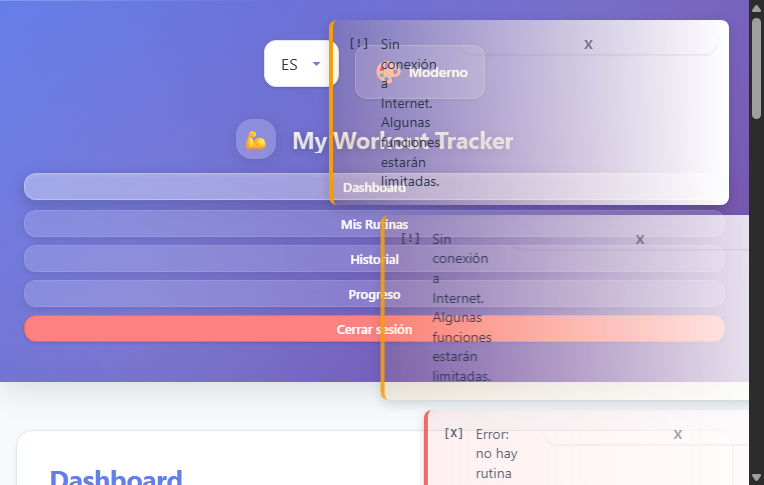 ES
Moderno
My Workout Tracker
Dashboard
Mis Rutinas
Historial
Progreso
Cerrar sesión
[!] Sin X
conexión
a
Internet.
Algunas
funciones
estarán
limitadas.
[!] Sin X
conexión
a
Internet.
Algunas
funciones
estarán
limitadas.
[X] Error: X
no hay
rutina
Dashboard